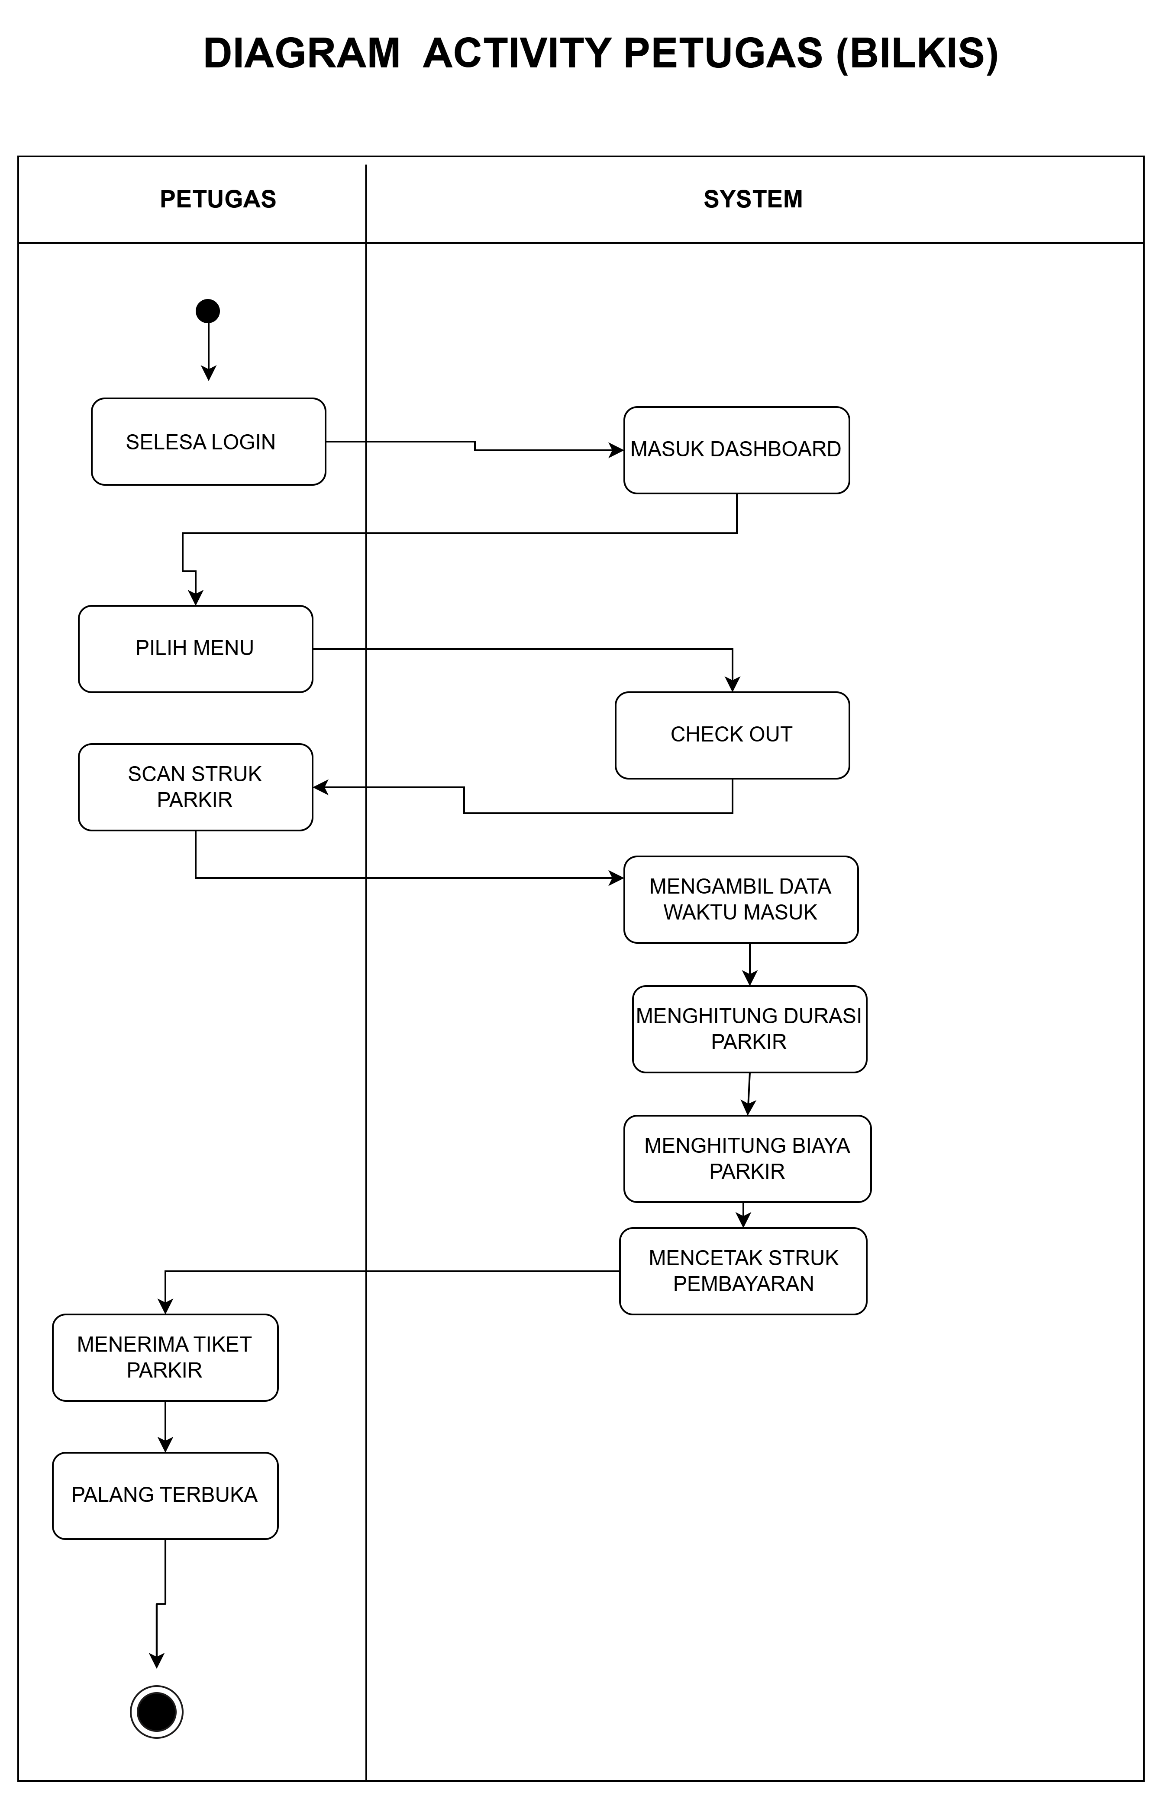 DIAGRAM  ACTIVITY PETUGAS (BILKIS)
PETUGAS
SYSTEM
SELESA LOGIN
MASUK DASHBOARD
PILIH MENU
CHECK OUT
SCAN STRUK
PARKIR
MENGAMBIL DATA
WAKTU MASUK
MENGHITUNG DURASI
PARKIR
MENGHITUNG BIAYA
PARKIR
MENCETAK STRUK
PEMBAYARAN
MENERIMA TIKET
PARKIR
PALANG TERBUKA